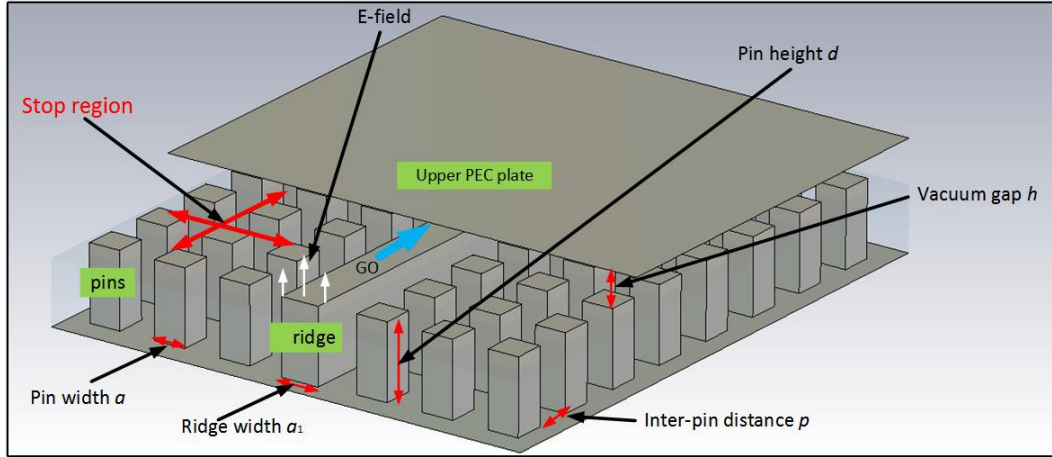 E-field
Pin height d
Stop region
Upper PEC plate
Vacuum gap h
GO
pins
ridge
Pin width a
Ridge width a₁
Inter-pin distance p